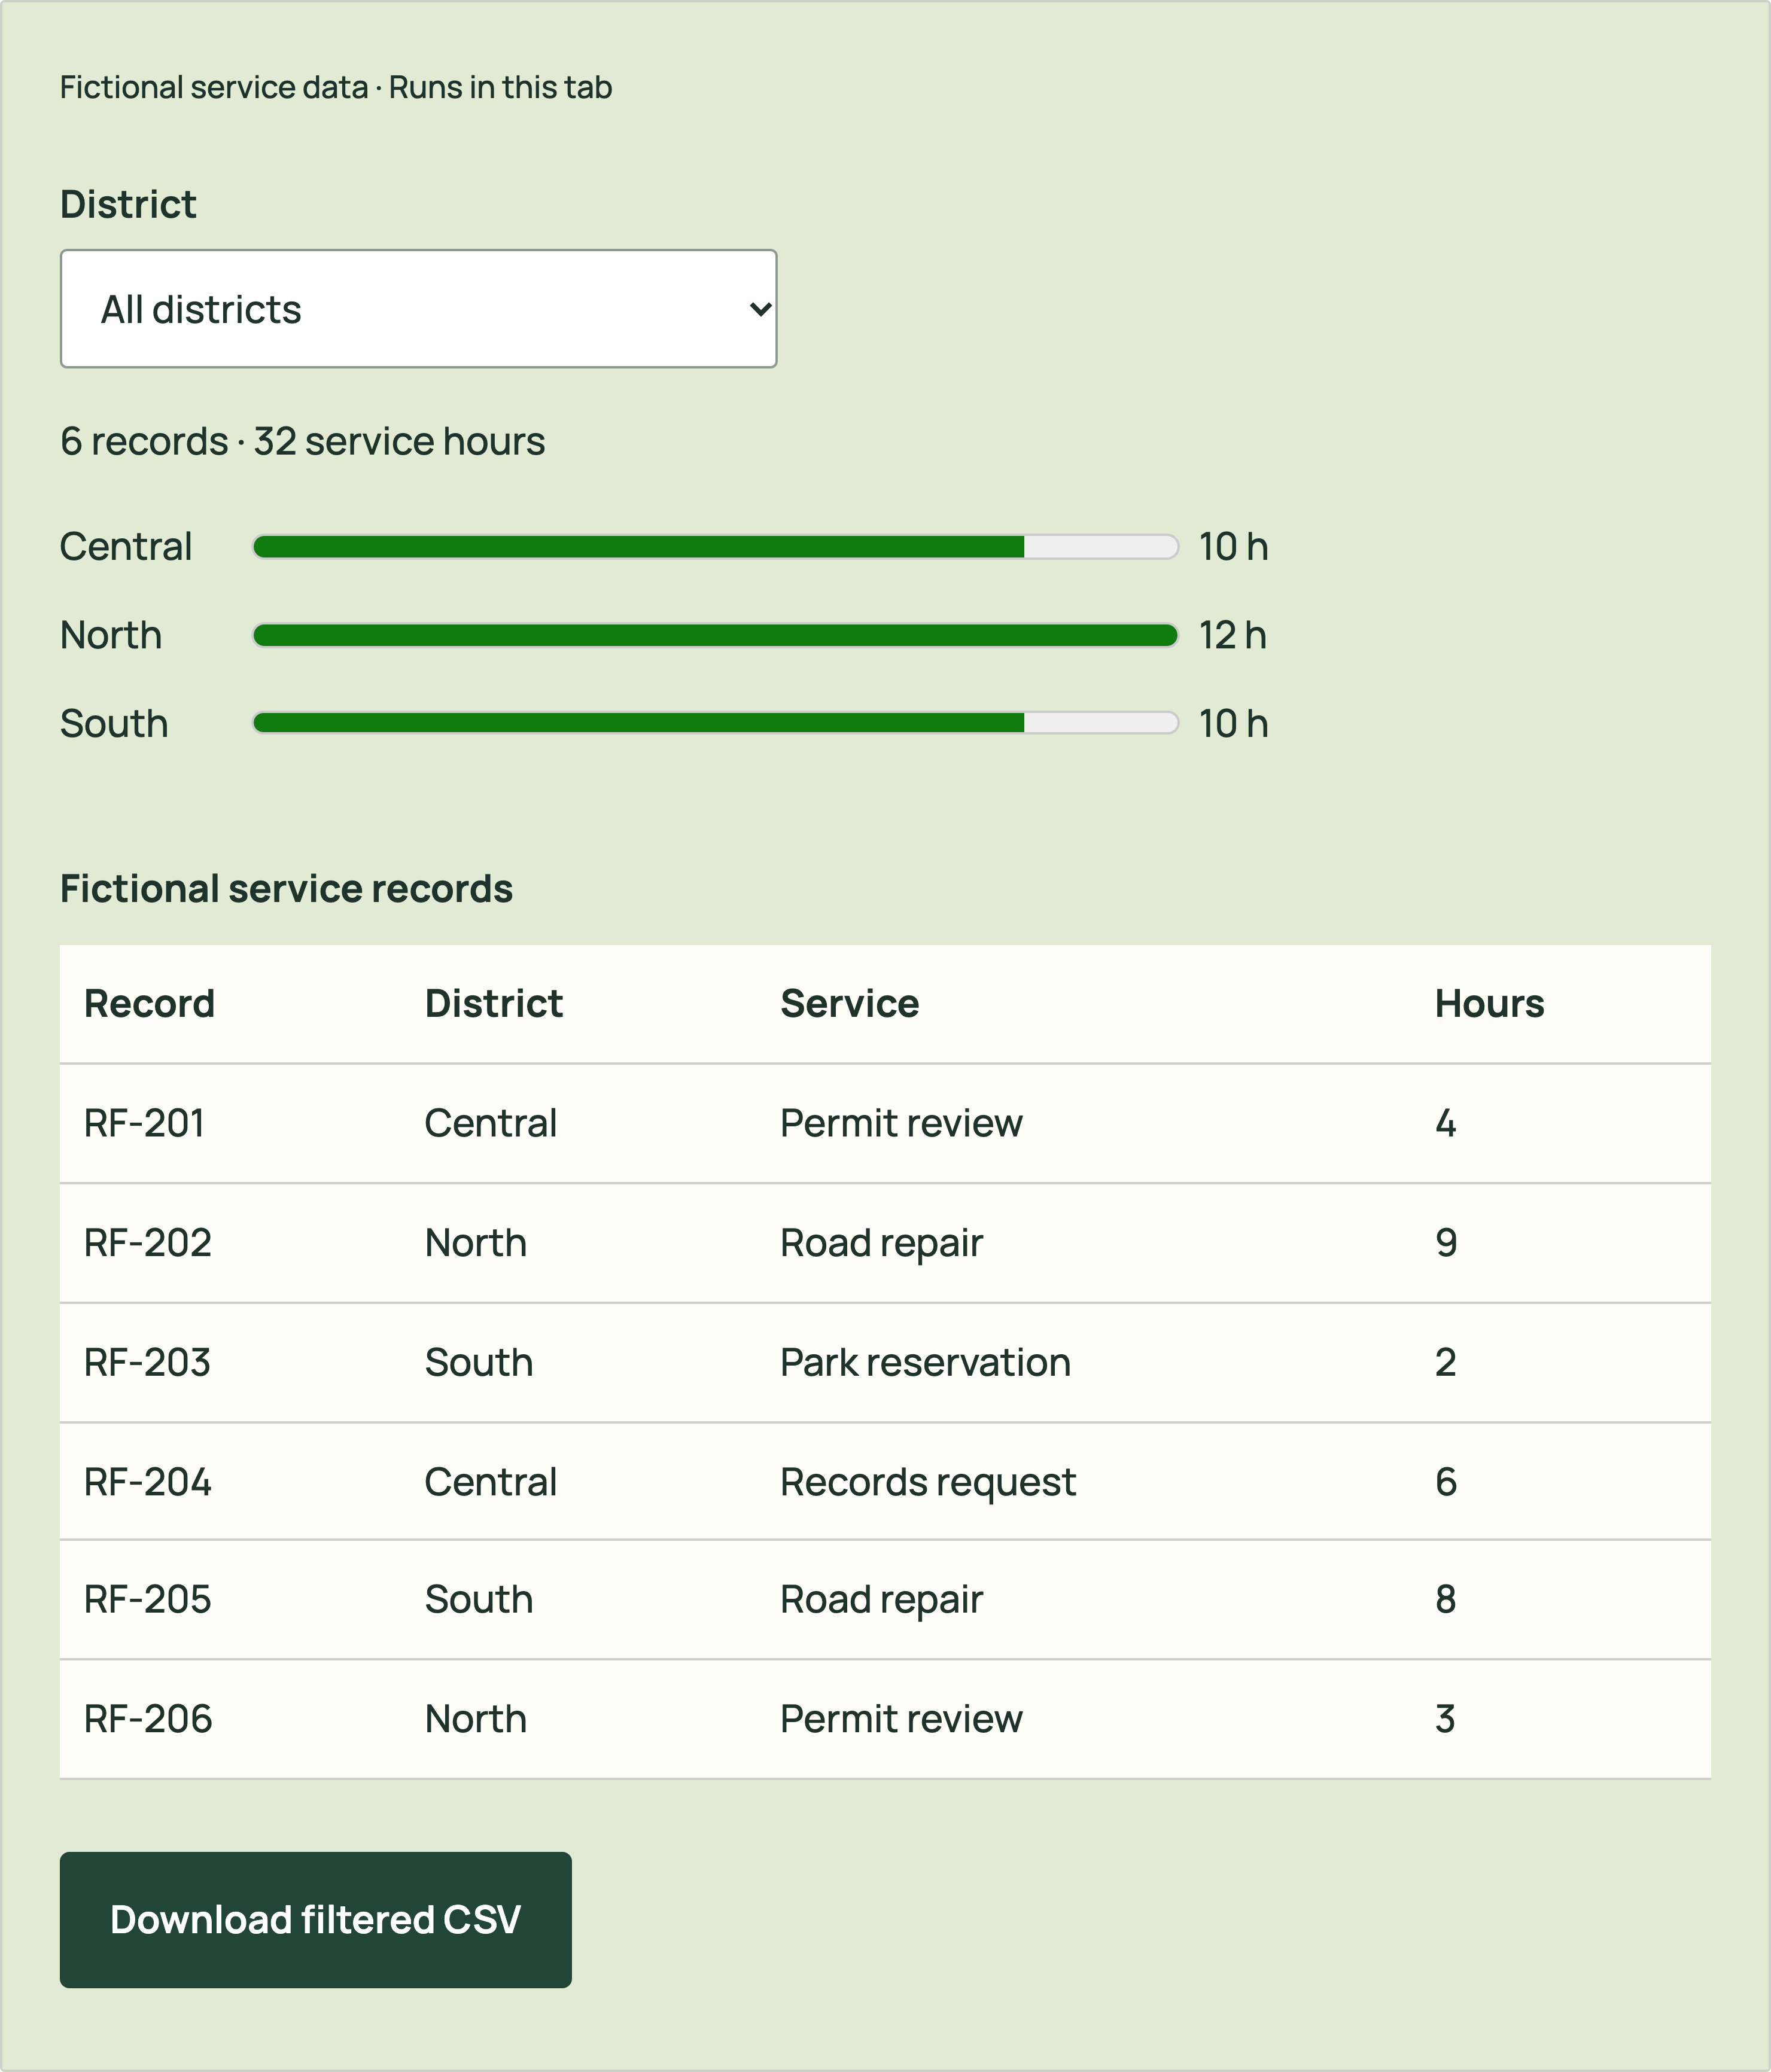 Fictional service data · Runs in this tab
District
All districts
6 records · 32 service hours
Central 10 h
North 12 h
South 10 h
Fictional service records
Record District Service Hours
RF-201 Central Permit review 4
RF-202 North Road repair 9
RF-203 South Park reservation 2
RF-204 Central Records request 6
RF-205 South Road repair 8
RF-206 North Permit review 3
Download filtered CSV